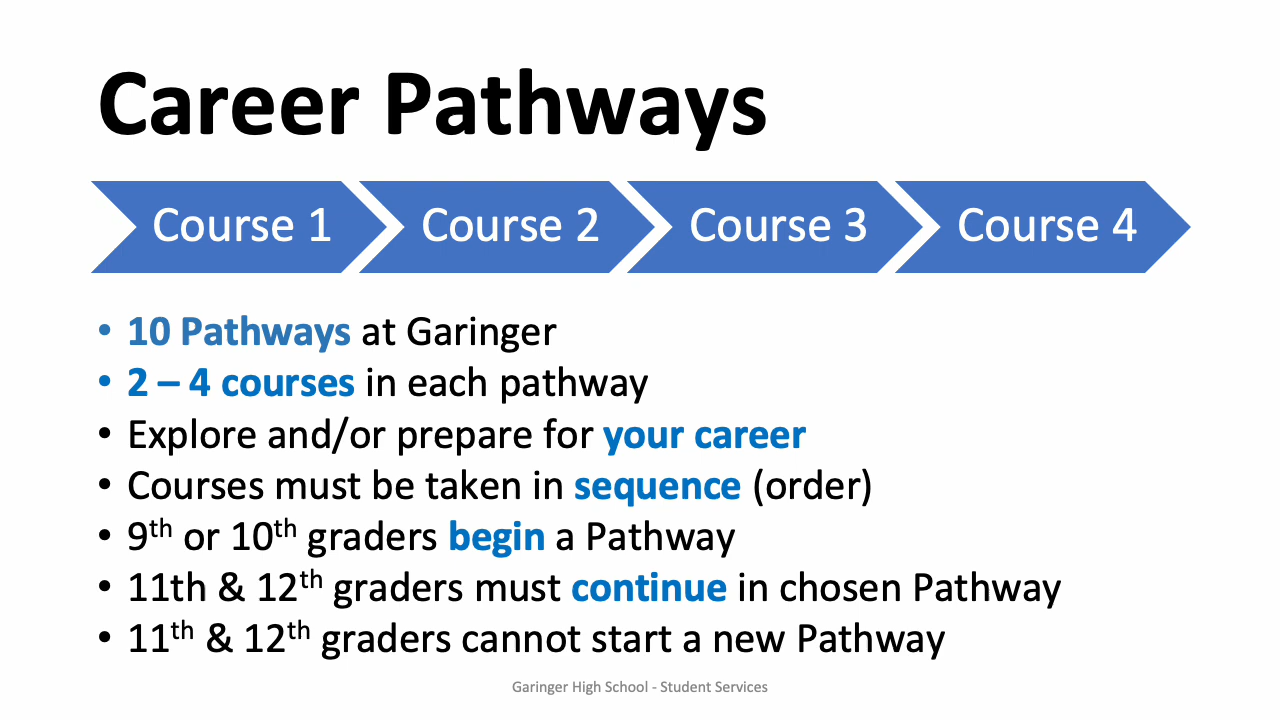 Career Pathways
Course 1 Course 2 Course 3 Course 4
• 10 Pathways at Garinger
• 2 – 4 courses in each pathway
• Explore and/or prepare for your career
• Courses must be taken in sequence (order)
• 9th or 10th graders begin a Pathway
• 11th & 12th graders must continue in chosen Pathway
• 11th & 12th graders cannot start a new Pathway
Garinger High School - Student Services